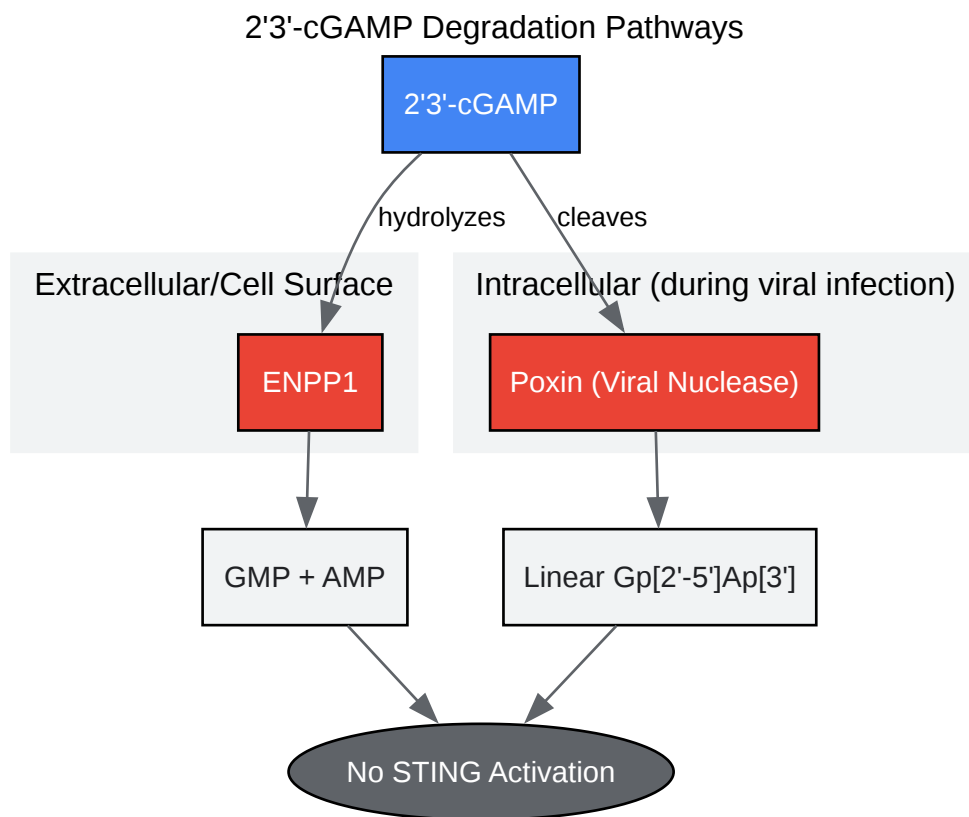 2'3'-cGAMP Degradation Pathways
2'3'-cGAMP
hydrolyzes
cleaves
Extracellular/Cell Surface
Intracellular (during viral infection)
ENPP1
Poxin (Viral Nuclease)
GMP + AMP
Linear Gp[2'-5']Ap[3']
No STING Activation